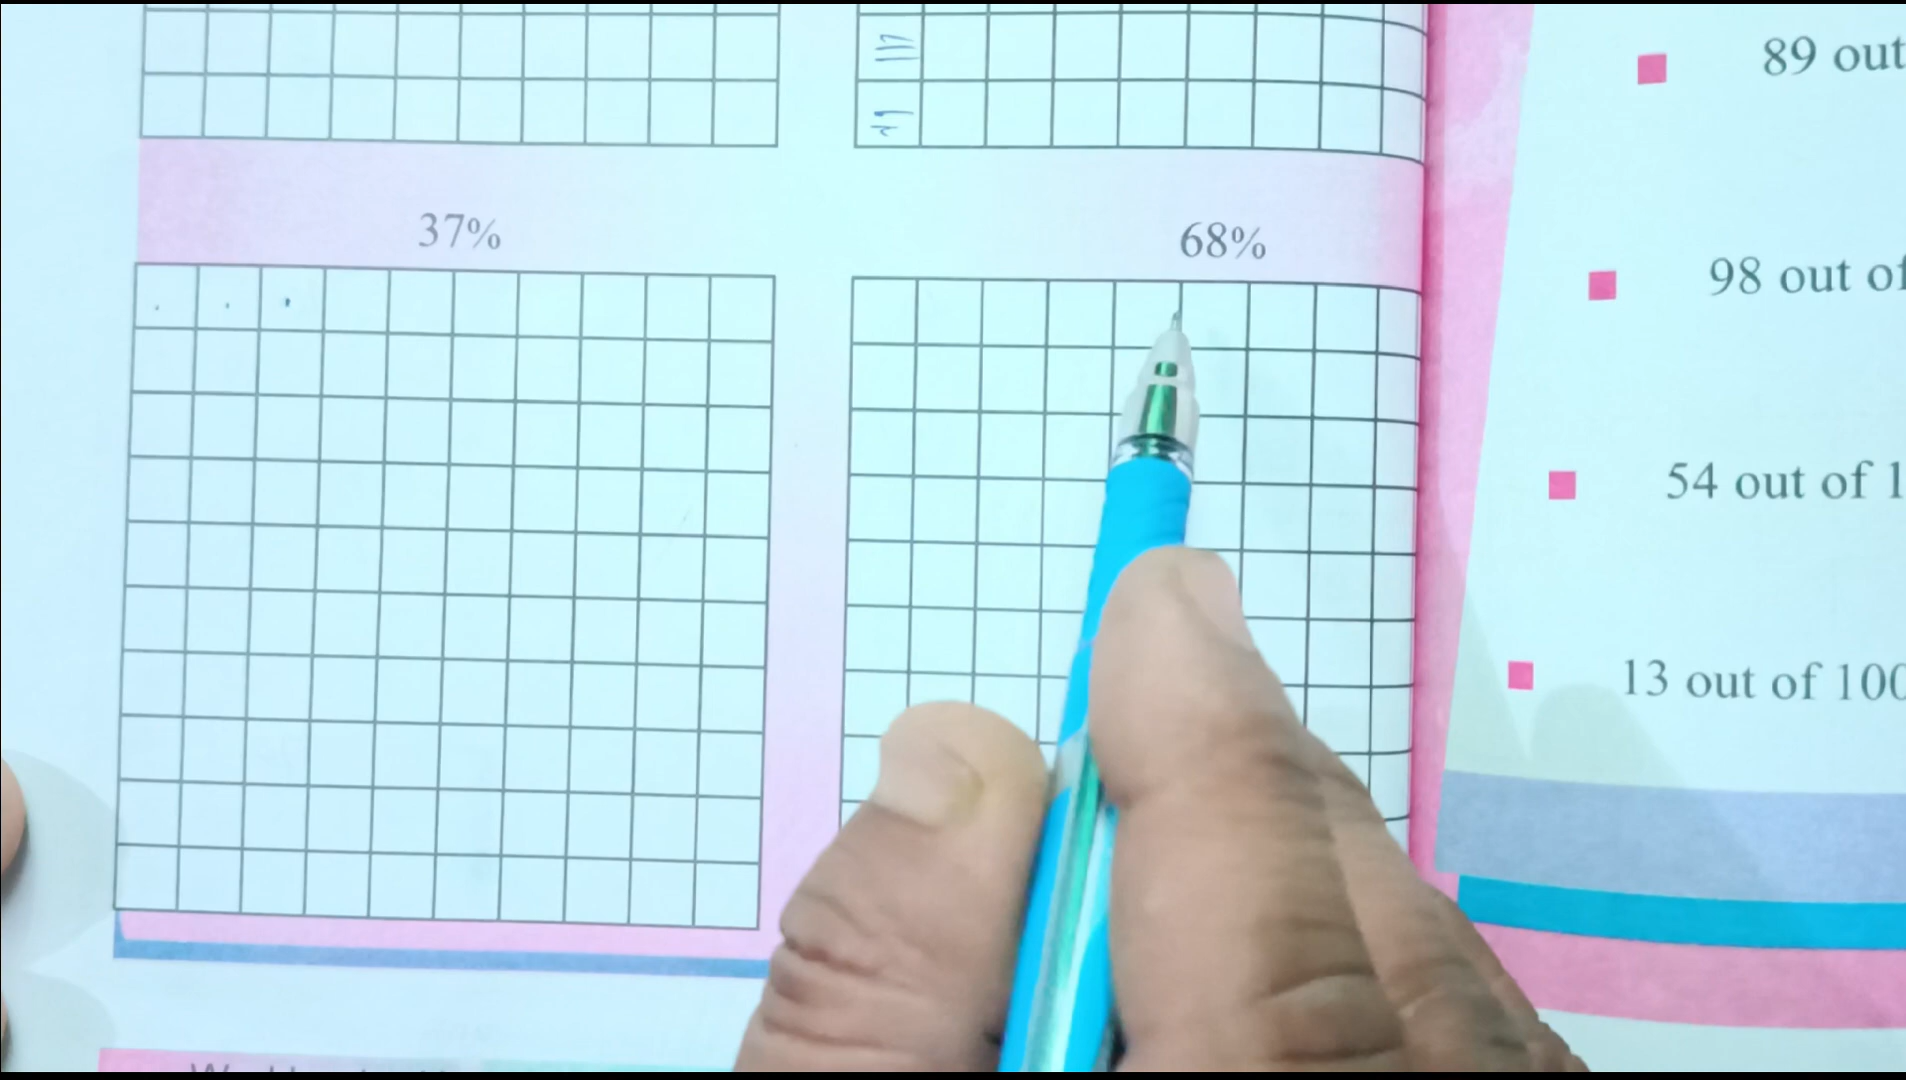 37%
68%
89 out
98 out of
54 out of 1
13 out of 100